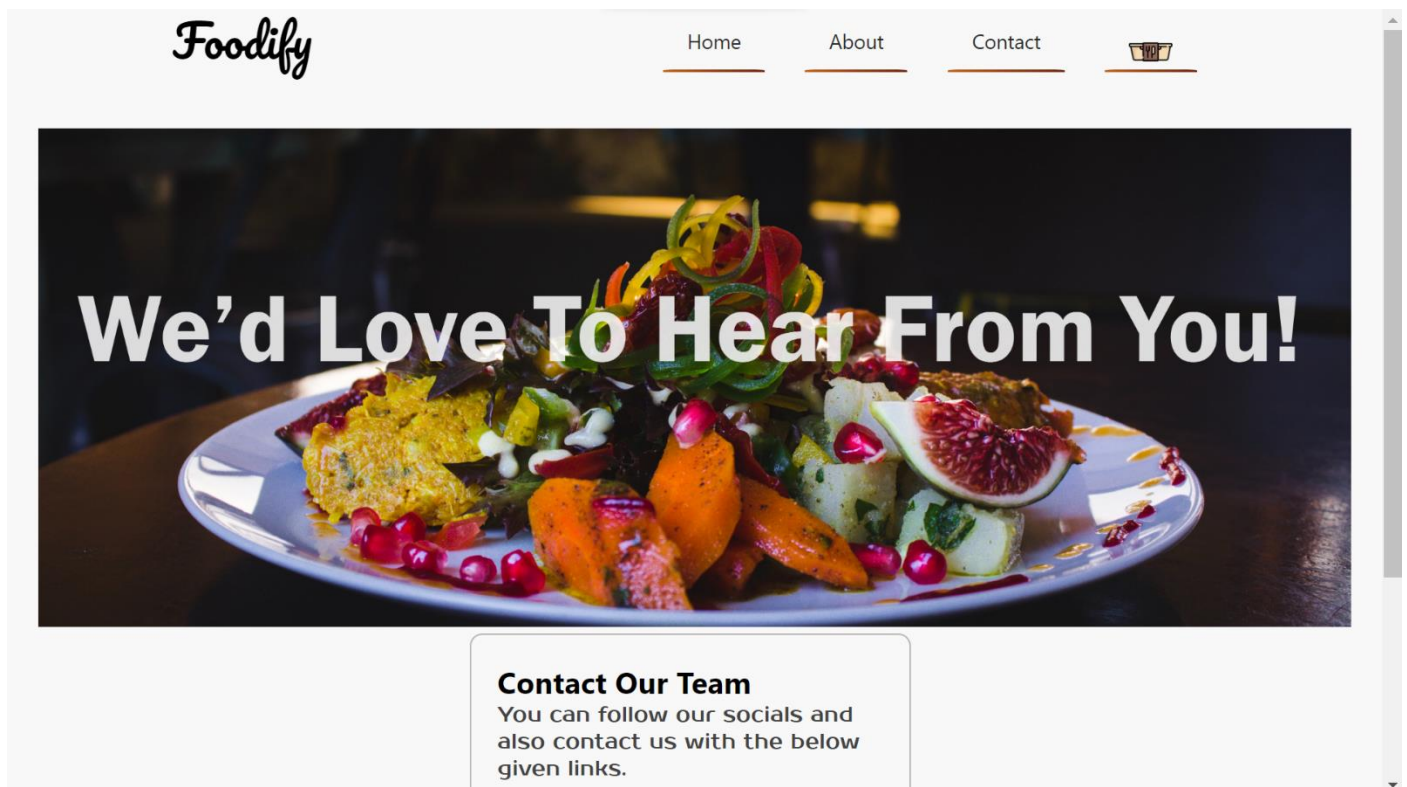 Foodify
Home About Contact YP
We’d Love To Hear From You!
Contact Our Team
You can follow our socials and
also contact us with the below
given links.